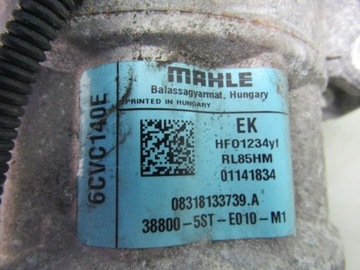 MAHLE
Balassagyarmat, Hungary
PRINTED IN HUNGARY
6CVC140E
EK
HFO1234yf
RL85HM
01141834
08318133739.A
38800-5ST-E010-M1